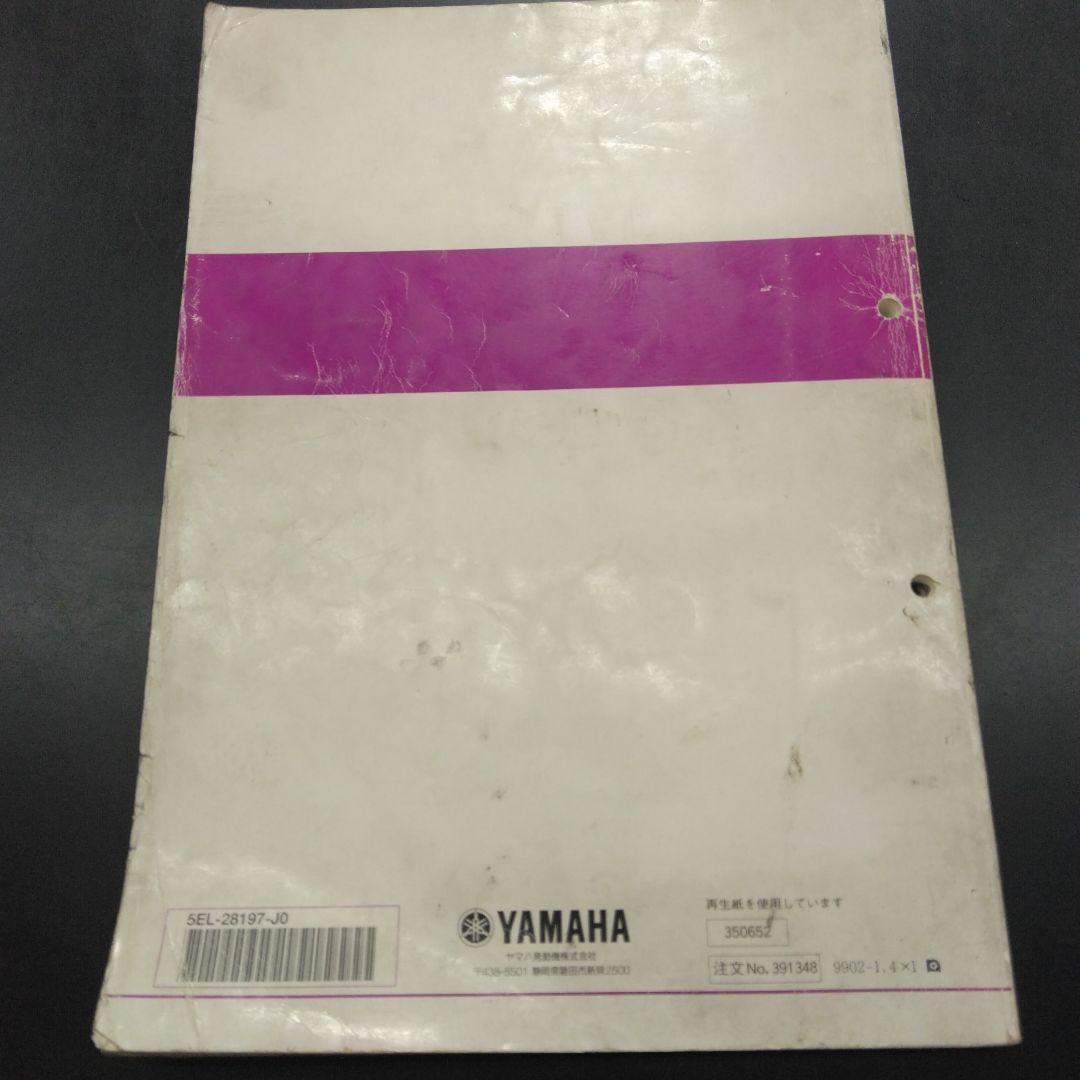 5EL-28197-J0
YAMAHA
ヤマハ発動機株式会社
〒438-8501 静岡県磐田市新貝2500
再生紙を使用しています
350652
注文No.391348
9902-1.4×1